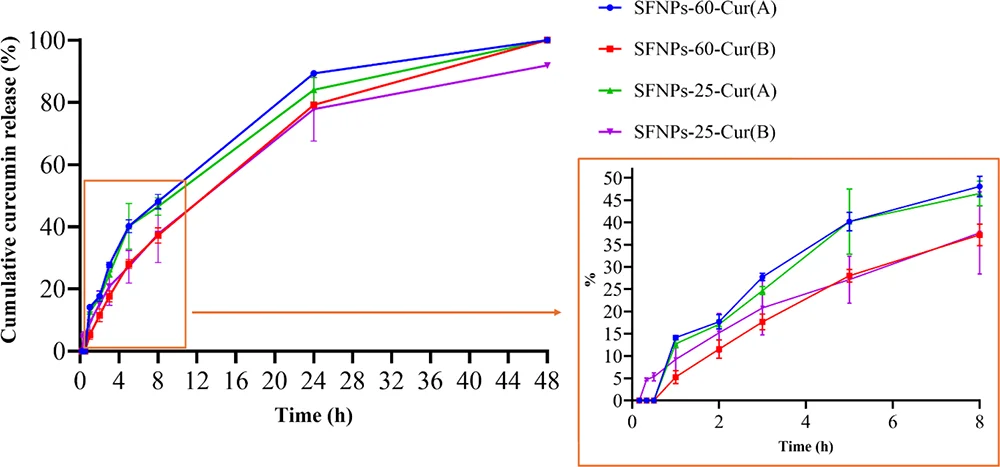 SFNPs-60-Cur(A)
SFNPs-60-Cur(B)
SFNPs-25-Cur(A)
SFNPs-25-Cur(B)
Cumulative curcumin release (%)
100
80
60
40
20
0
0 4 8 12 16 20 24 28 32 36 40 44 48
Time (h)
%
50
45
40
35
30
25
20
15
10
5
0
0 2 4 6 8
Time (h)